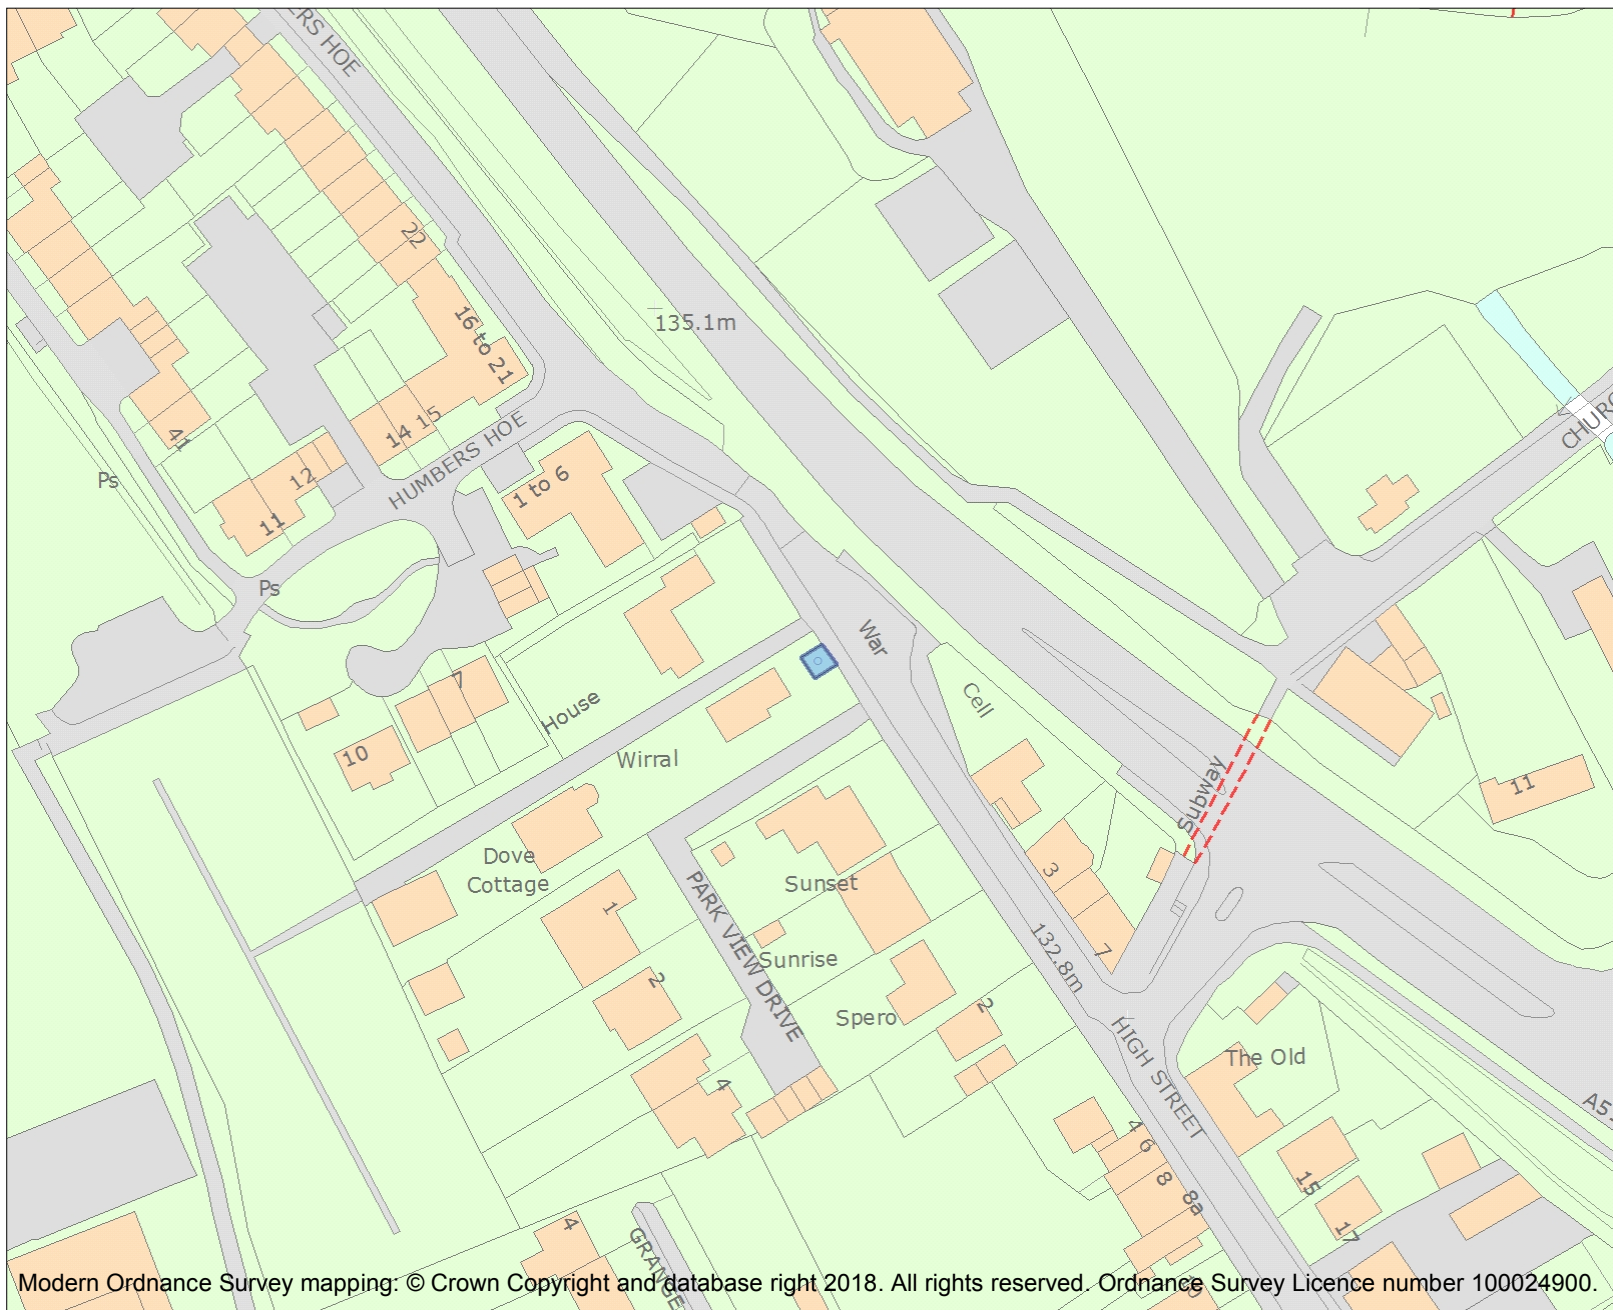 ERS HOE
22
135.1m
16 to 21
14 15
41
HUMBERS HOE
12
11
1 to 6
Ps
Ps
CHURC
War
Cell
7
House
10
Wirral
Subway
11
Dove
Cottage
3
1
Sunset
PARK VIEW DRIVE
7
132.8m
Sunrise
2
Spero
2
HIGH STREET
The Old
4
A5
4
6
8
8a
15
17
4
GRANGE
Modern Ordnance Survey mapping: © Crown Copyright and database right 2018. All rights reserved. Ordnance Survey Licence number 100024900.